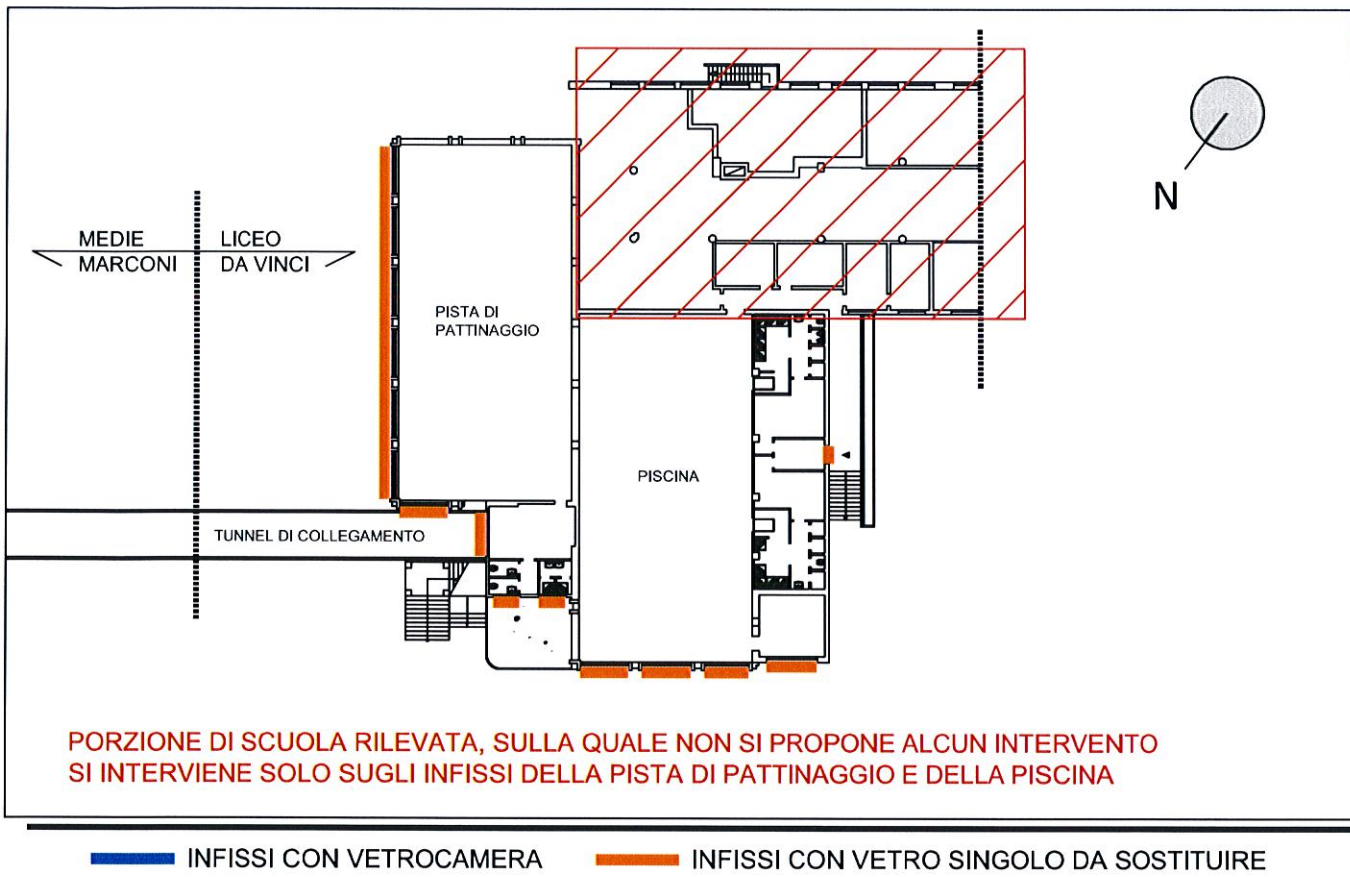 MEDIE
MARCONI
LICEO
DA VINCI
N
PISTA DI
PATTINAGGIO
PISCINA
TUNNEL DI COLLEGAMENTO
PORZIONE DI SCUOLA RILEVATA, SULLA QUALE NON SI PROPONE ALCUN INTERVENTO
SI INTERVIENE SOLO SUGLI INFISSI DELLA PISTA DI PATTINAGGIO E DELLA PISCINA
INFISSI CON VETROCAMERA
INFISSI CON VETRO SINGOLO DA SOSTITUIRE